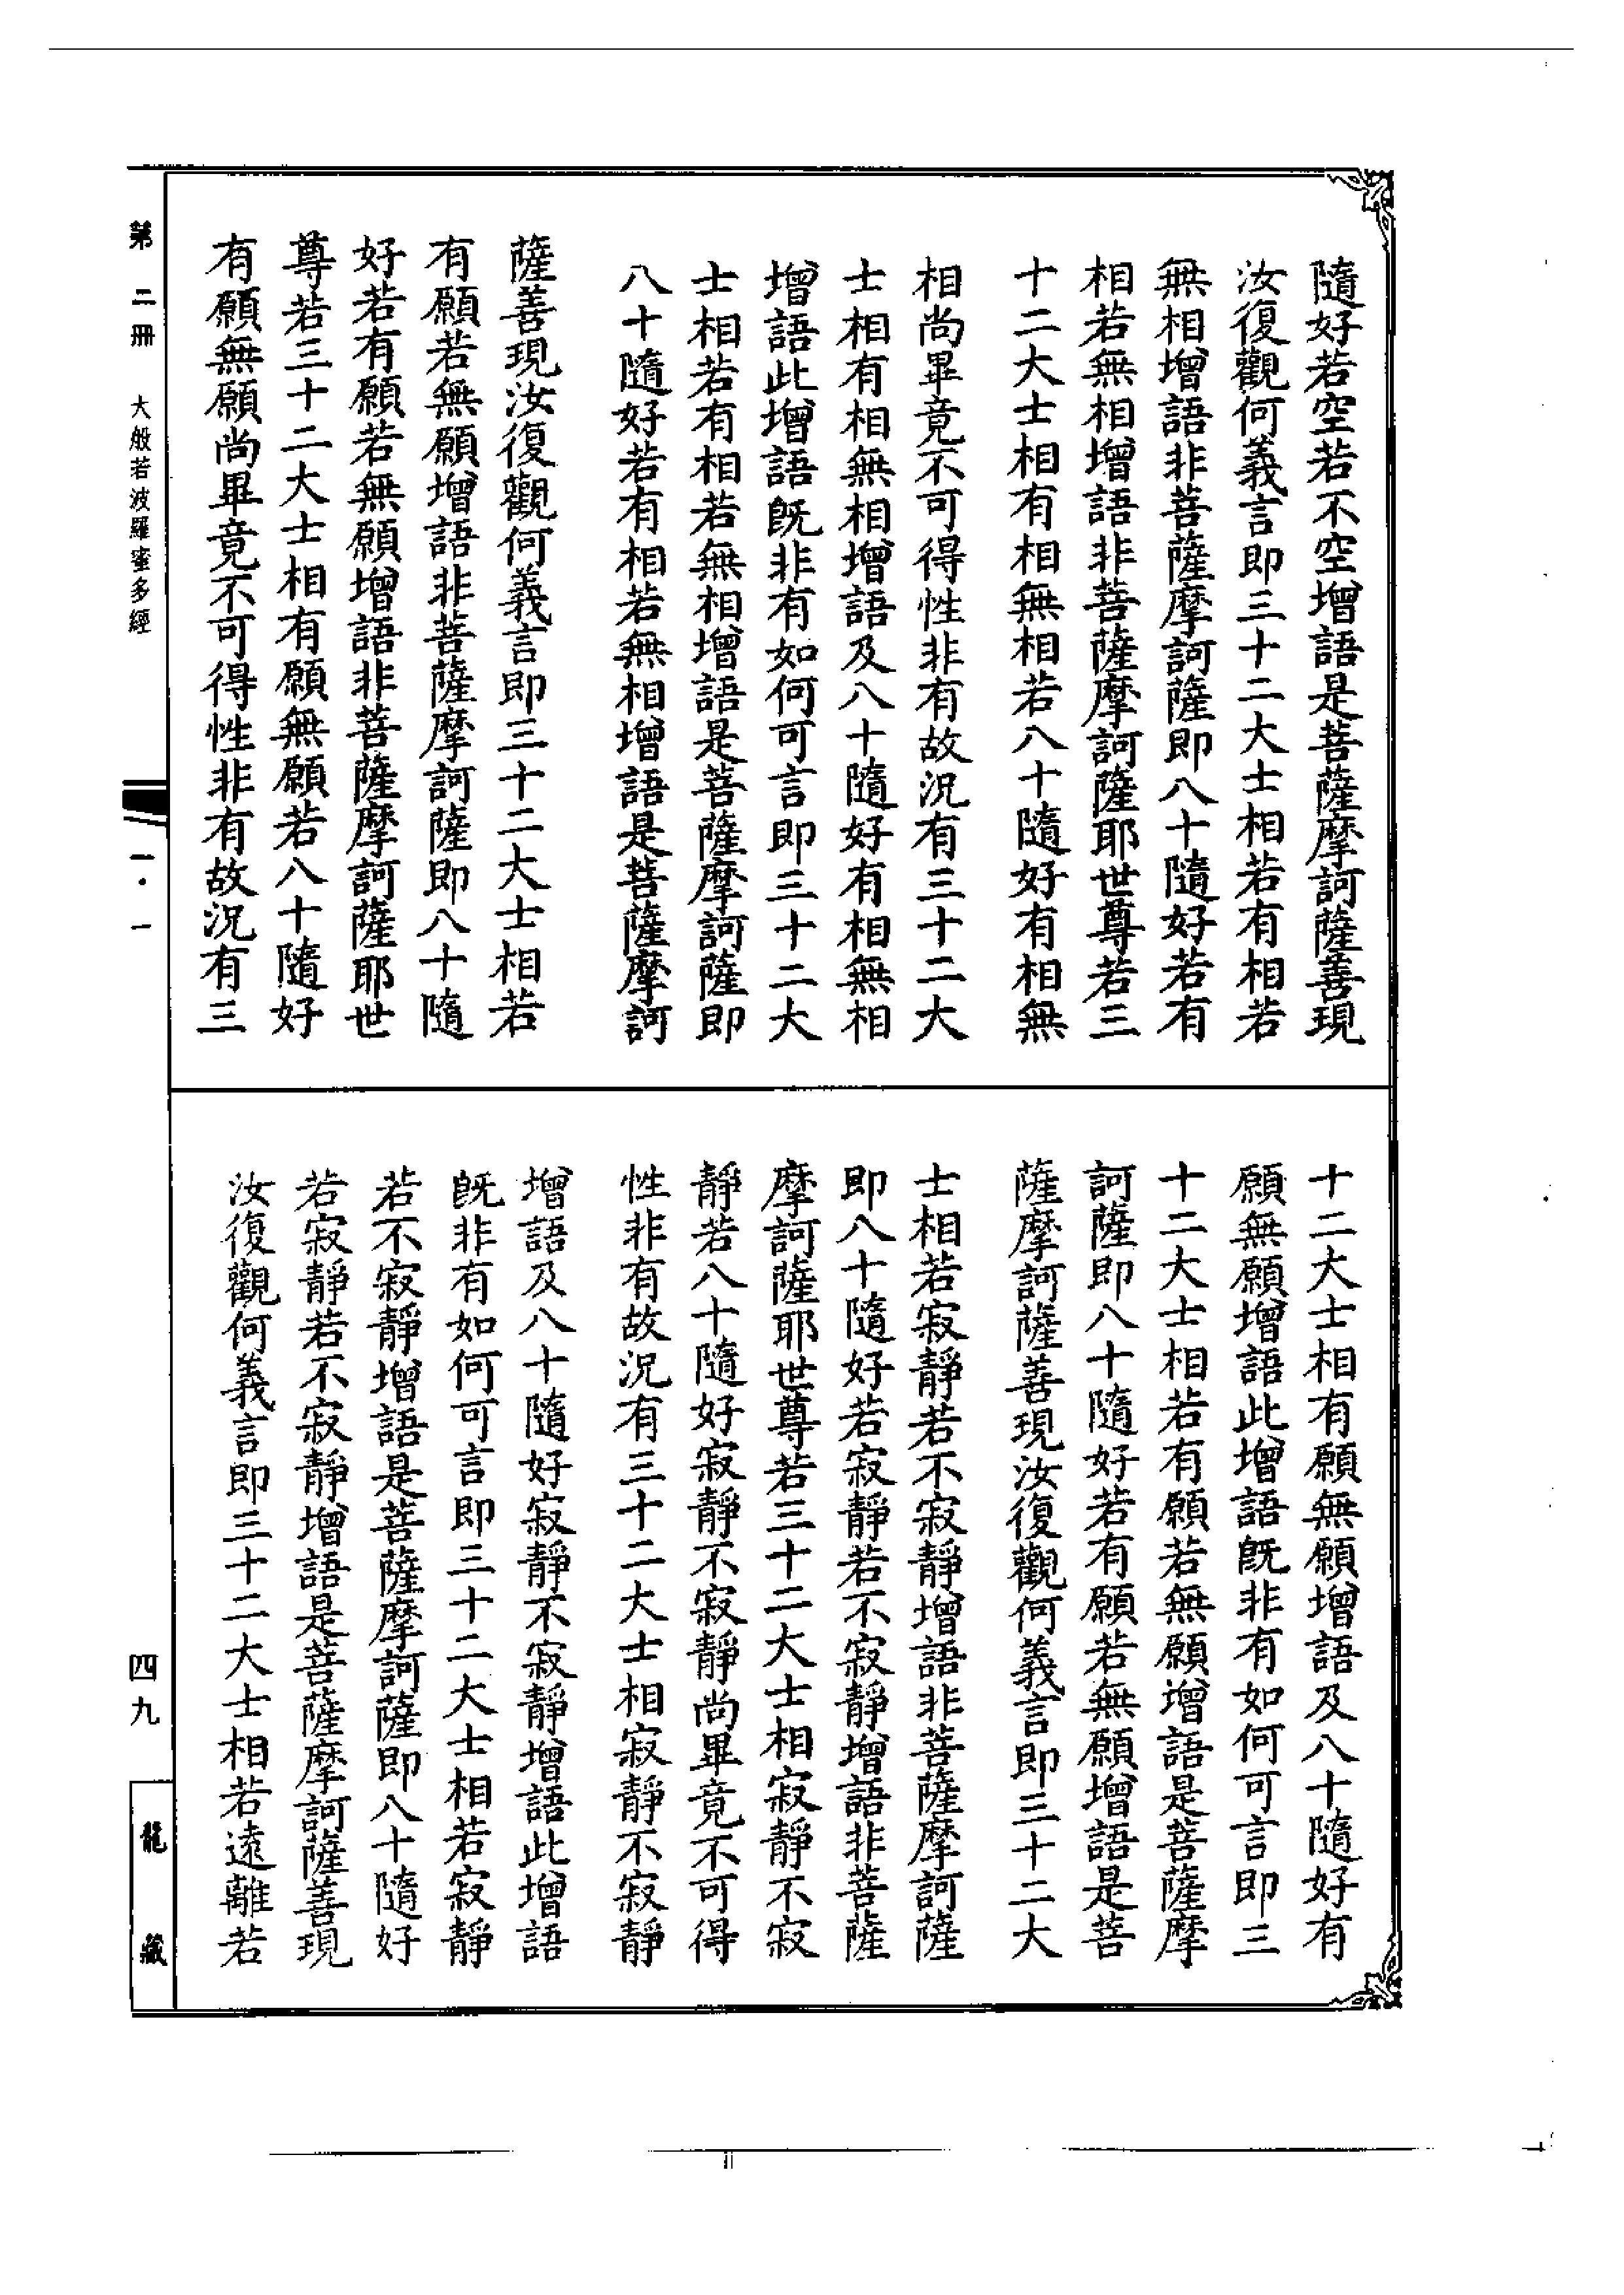 隨好若空若不空增語是菩薩摩訶薩善現
汝復觀何義言即三十二大士相若有相若
無相增語非菩薩摩訶薩即八十隨好若有
相若無相增語非菩薩摩訶薩耶世尊若三
十二大士相有相無相若八十隨好有相無
相尚畢竟不可得性非有故況有三十二大
士相有相無相增語及八十隨好有相無相
增語此增語既非有如何可言即三十二大
士相若有相若無相增語是菩薩摩訶薩即
八十隨好若有相若無相增語是菩薩摩訶
薩善現汝復觀何義言即三十二大士相若
有願若無願增語非菩薩摩訶薩即八十隨
好若有願若無願增語非菩薩摩訶薩耶世
尊若三十二大士相有願無願若八十隨好
有願無願尚畢竟不可得性非有故況有三
十二大士相有願無願增語及八十隨好有
願無願增語此增語既非有如何可言即三
十二大士相若有願若無願增語是菩薩摩
訶薩即八十隨好若有願若無願增語是菩
薩摩訶薩善現汝復觀何義言即三十二大
士相若寂靜若不寂靜增語非菩薩摩訶薩
即八十隨好若寂靜若不寂靜增語非菩薩
摩訶薩耶世尊若三十二大士相寂靜不寂
靜若八十隨好寂靜不寂靜尚畢竟不可得
性非有故況有三十二大士相寂靜不寂靜
增語及八十隨好寂靜不寂靜增語此增語
既非有如何可言即三十二大士相若寂靜
若不寂靜增語是菩薩摩訶薩即八十隨好
若寂靜若不寂靜增語是菩薩摩訶薩善現
汝復觀何義言即三十二大士相若遠離若
第二冊 大般若波羅蜜多經 一·一 四九 龍藏